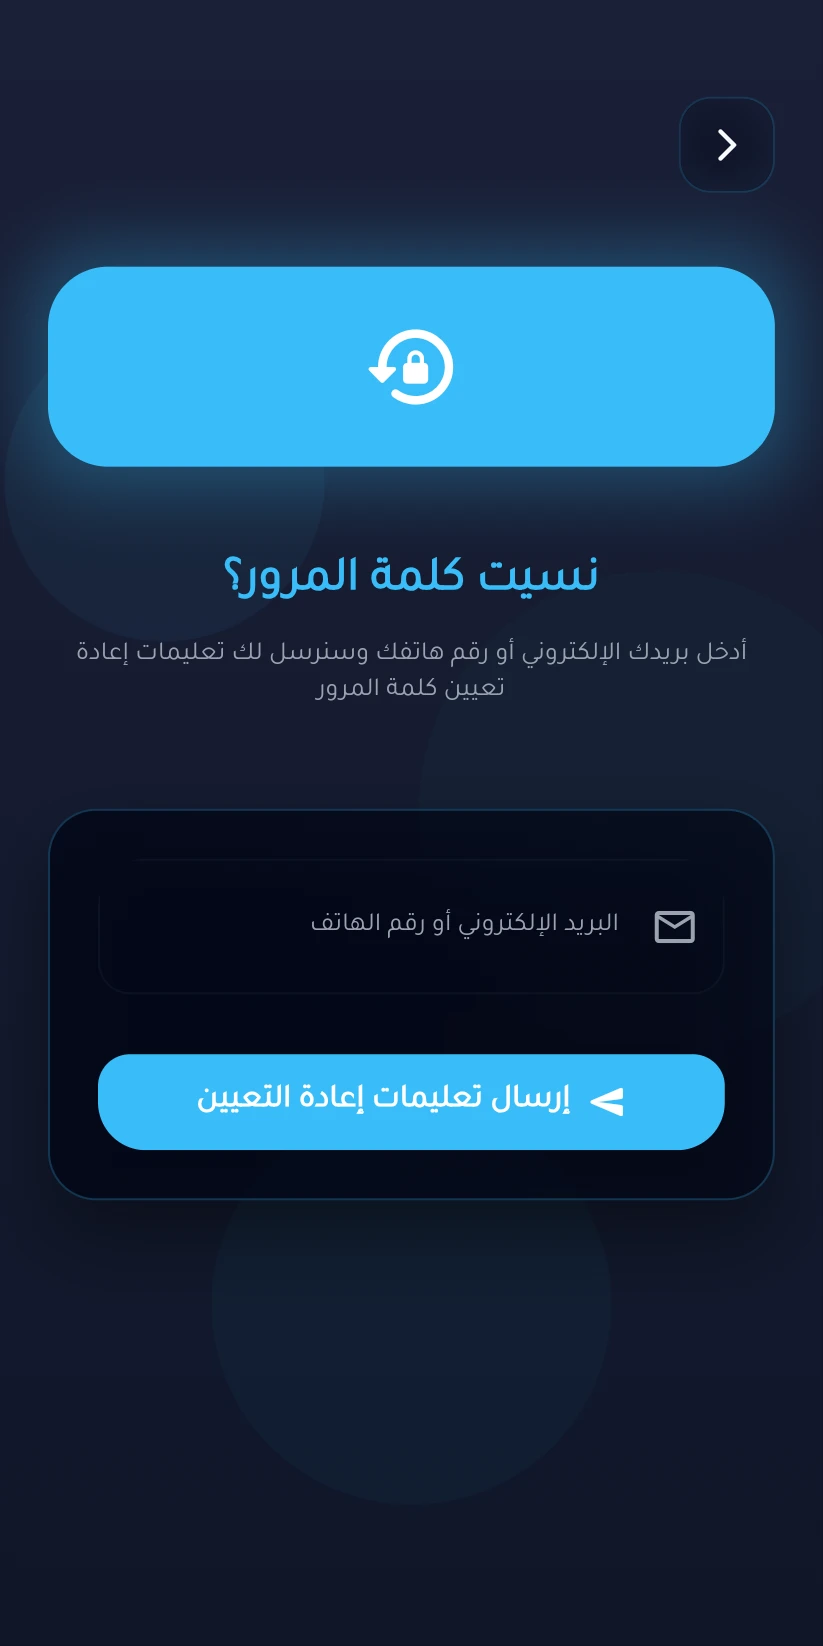 نسيت كلمة المرور؟
أدخل بريدك الإلكتروني أو رقم هاتفك وسنرسل لك تعليمات إعادة
تعيين كلمة المرور
البريد الإلكتروني أو رقم الهاتف
إرسال تعليمات إعادة التعيين